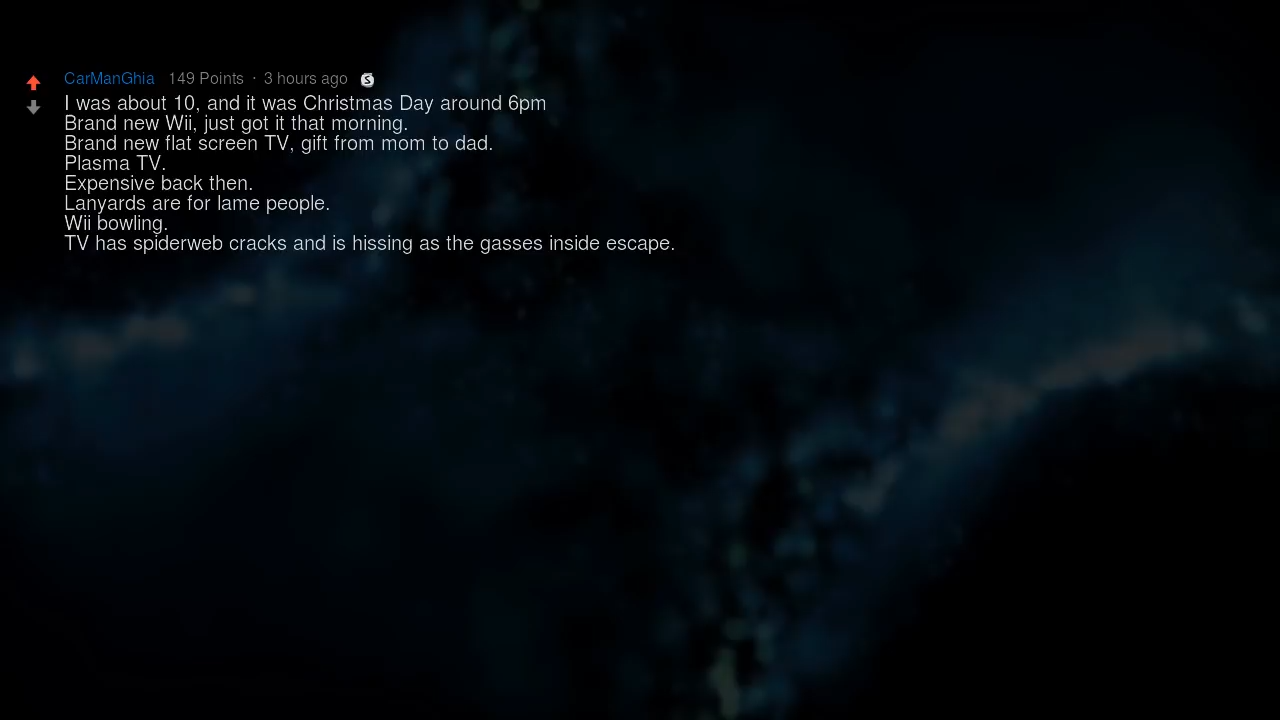 CarManGhia 149 Points · 3 hours ago S
I was about 10, and it was Christmas Day around 6pm
Brand new Wii, just got it that morning.
Brand new flat screen TV, gift from mom to dad.
Plasma TV.
Expensive back then.
Lanyards are for lame people.
Wii bowling.
TV has spiderweb cracks and is hissing as the gasses inside escape.